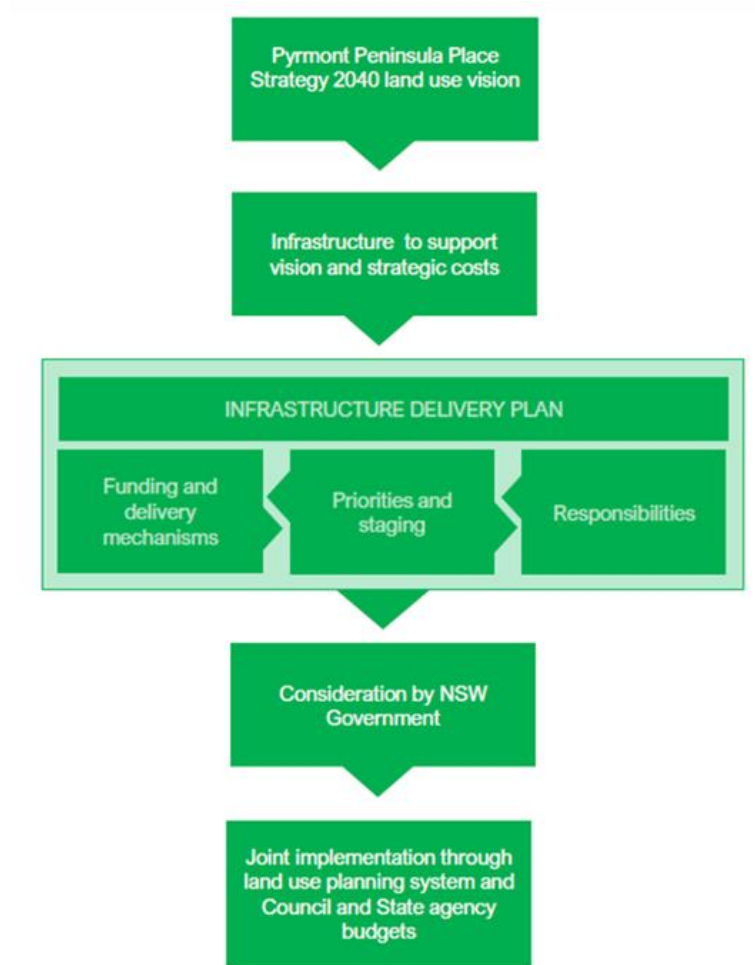 Pyrmont Peninsula Place
Strategy 2040 land use vision
Infrastructure to support
vision and strategic costs
INFRASTRUCTURE DELIVERY PLAN
Funding and
delivery
mechanisms
Priorities and
staging
Responsibilities
Consideration by NSW
Government
Joint implementation through
land use planning system and
Council and State agency
budgets